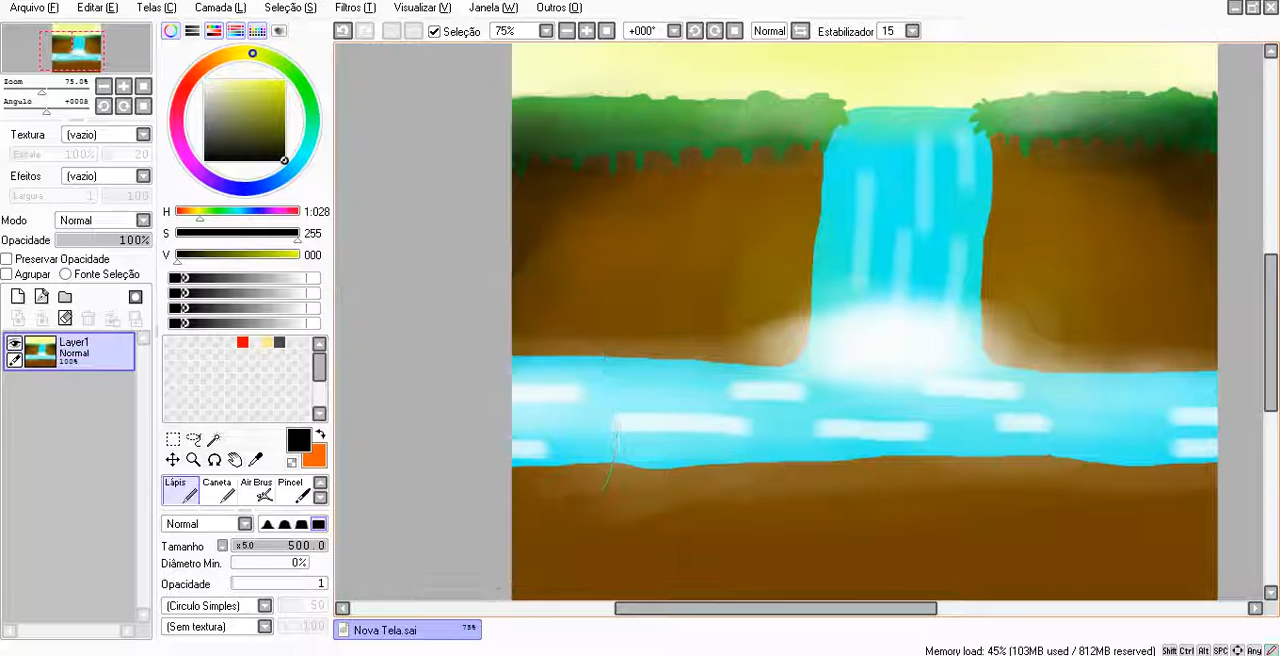 Arquivo (F) Editar (E) Telas (C) Camada (L) Seleção (S) Filtros (T) Visualizar (V) Janela (W) Outros (O)
Seleção 75% +000° Normal Estabilizador 15
Zoom 75.0%
Angulo
Textura (vazio)
Escala 100% 20
Efeitos (vazio)
Largura 1 100
Modo Normal
Opacidade 100%
Preservar Opacidade
Agrupar Fonte Seleção
Layer1
Normal
100%
H 1:028
S 255
V 000
Lápis Caneta Air Brus Pincel
Normal
Tamanho x 5.0 500.0
Diâmetro Min. 0%
Opacidade 1
(Circulo Simples) 50
(Sem textura) 100
Nova Tela.sai 75%
Memory load: 45% (103MB used / 812MB reserved) Shift Ctrl Alt SPC Any